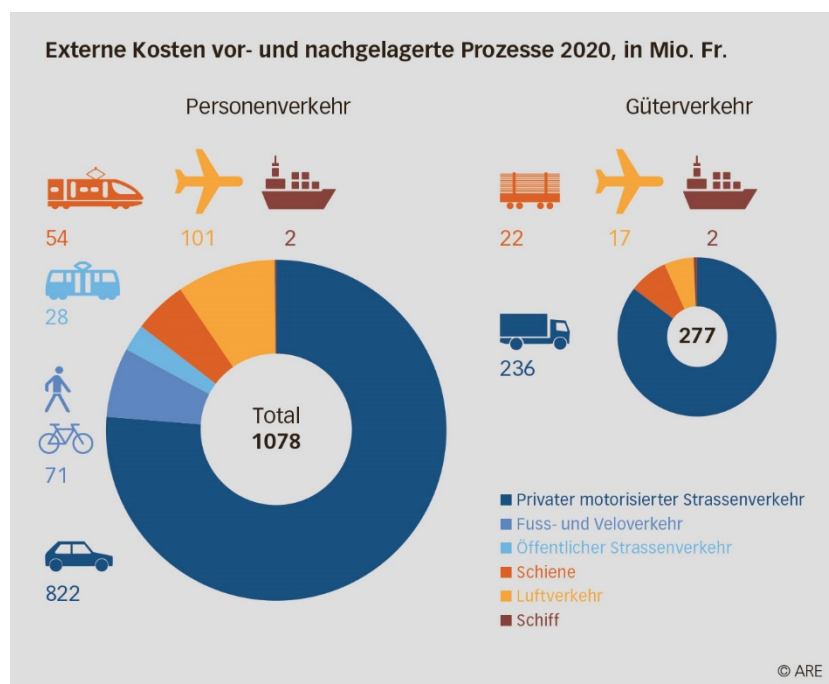 Externe Kosten vor- und nachgelagerte Prozesse 2020, in Mio. Fr.
Personenverkehr
54
101
2
28
71
822
Total
1078
Güterverkehr
22
17
2
236
277
Privater motorisierter Strassenverkehr
Fuss- und Veloverkehr
Öffentlicher Strassenverkehr
Schiene
Luftverkehr
Schiff
© ARE